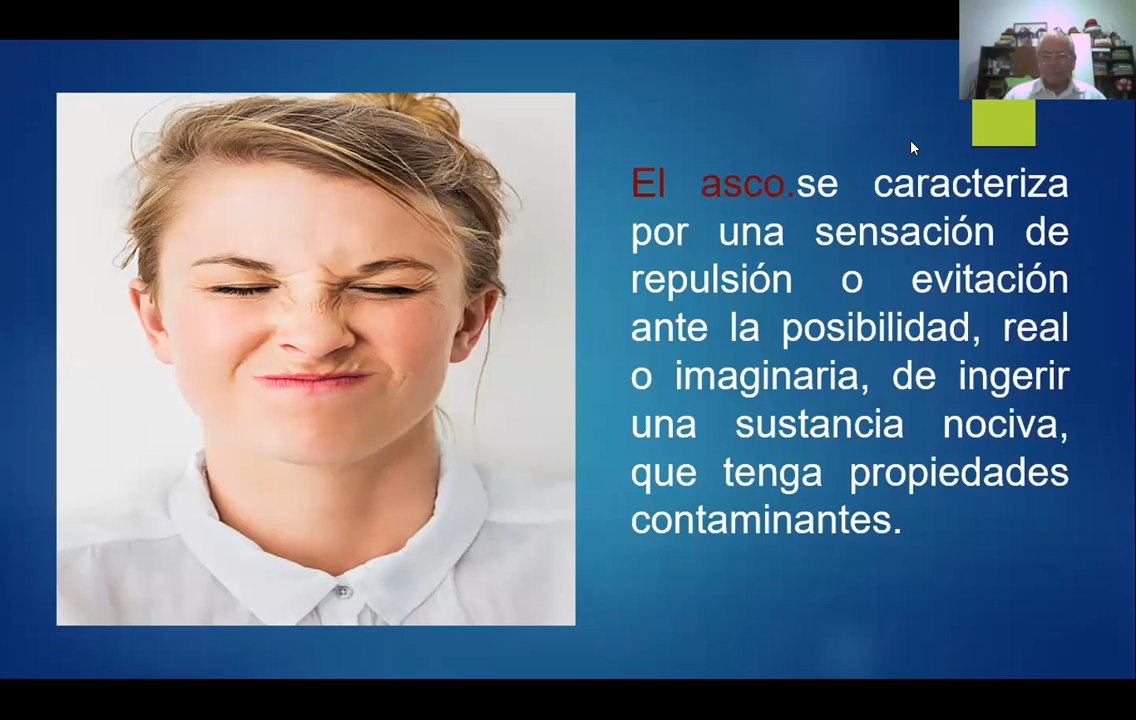 El asco.se caracteriza
por una sensación de
repulsión o evitación
ante la posibilidad, real
o imaginaria, de ingerir
una sustancia nociva,
que tenga propiedades
contaminantes.